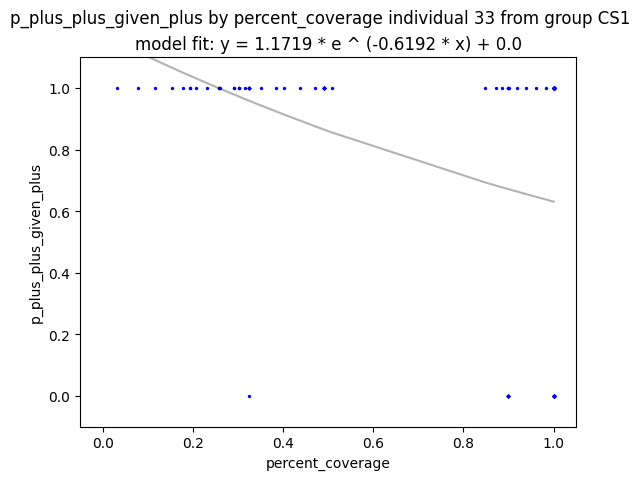 p_plus_plus_given_plus by percent_coverage individual 33 from group CS1
model fit: y = 1.1719 * e ^ (-0.6192 * x) + 0.0
1.0
0.8
0.6
0.4
0.2
0.0
p_plus_plus_given_plus
0.0 0.2 0.4 0.6 0.8 1.0
percent_coverage